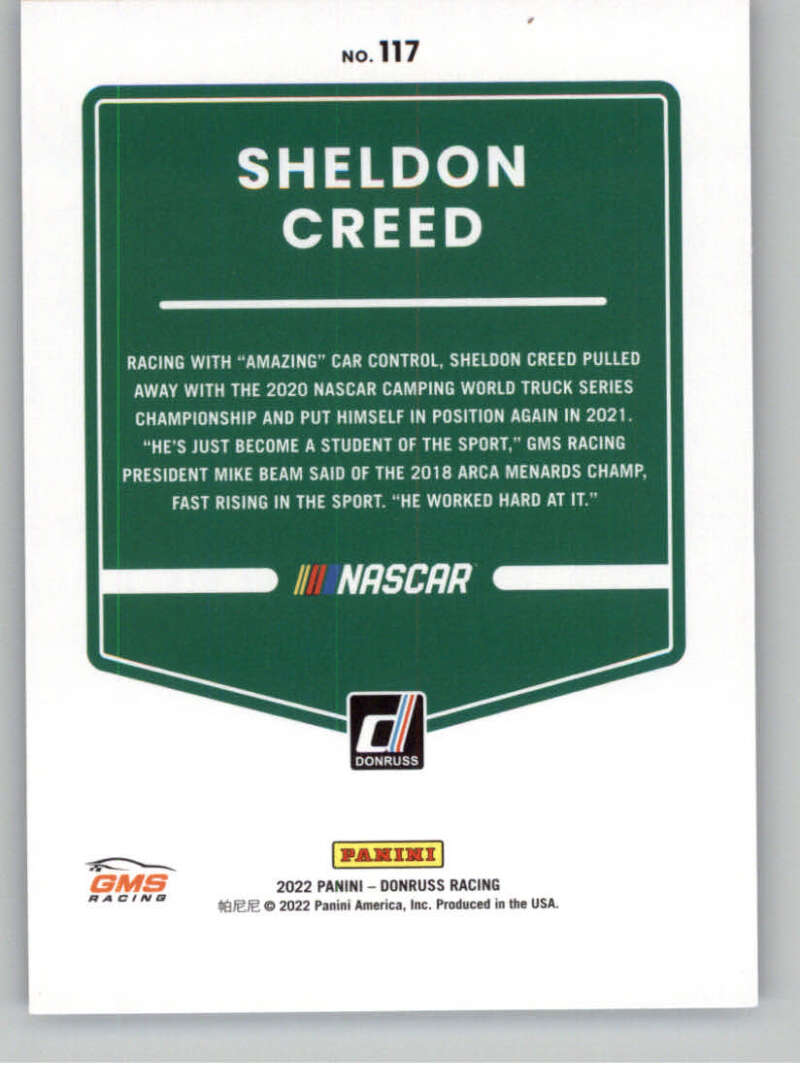 NO. 117
SHELDON
CREED
RACING WITH “AMAZING” CAR CONTROL, SHELDON CREED PULLED
AWAY WITH THE 2020 NASCAR CAMPING WORLD TRUCK SERIES
CHAMPIONSHIP AND PUT HIMSELF IN POSITION AGAIN IN 2021.
“HE’S JUST BECOME A STUDENT OF THE SPORT,” GMS RACING
PRESIDENT MIKE BEAM SAID OF THE 2018 ARCA MENARDS CHAMP,
FAST RISING IN THE SPORT. “HE WORKED HARD AT IT.”
NASCAR
d
DONRUSS
PANINI
GMS
RACING
2022 PANINI – DONRUSS RACING
帕尼尼 © 2022 Panini America, Inc. Produced in the USA.